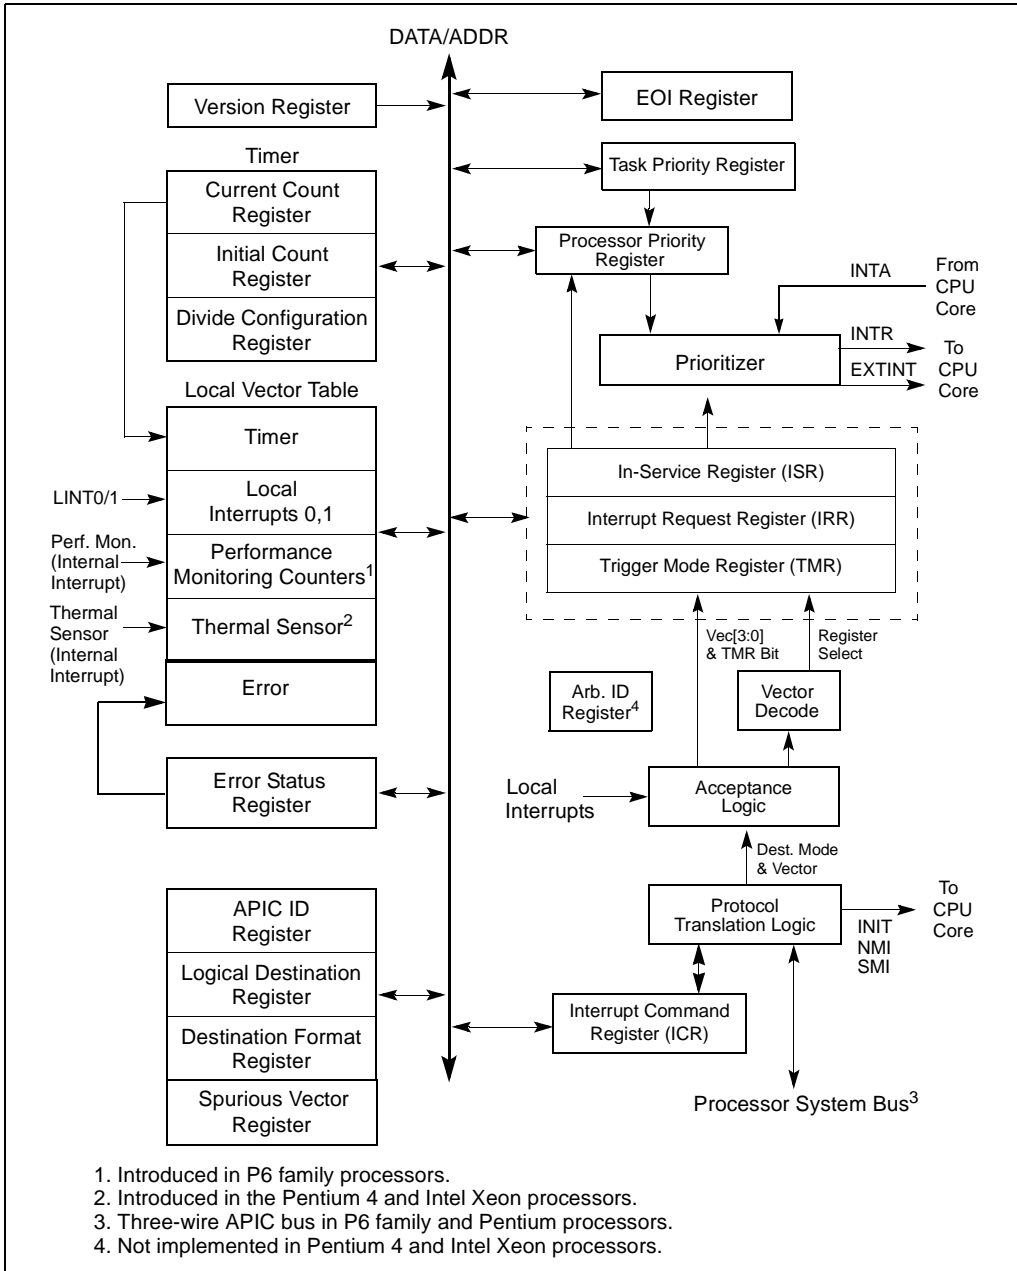 DATA/ADDR
Version Register
EOI Register
Timer
Current Count
Register
Initial Count
Register
Divide Configuration
Register
Task Priority Register
Processor Priority
Register
INTA
From
CPU
Core
Prioritizer
INTR
EXTINT
To
CPU
Core
Local Vector Table
Timer
Local
Interrupts 0,1
Performance
Monitoring Counters1
Thermal Sensor2
Error
LINT0/1
Perf. Mon.
(Internal
Interrupt)
Thermal
Sensor
(Internal
Interrupt)
In-Service Register (ISR)
Interrupt Request Register (IRR)
Trigger Mode Register (TMR)
Vec[3:0]
& TMR Bit
Register
Select
Arb. ID
Register4
Vector
Decode
Error Status
Register
Local
Interrupts
Acceptance
Logic
Dest. Mode
& Vector
Protocol
Translation Logic
To
CPU
Core
INIT
NMI
SMI
APIC ID
Register
Logical Destination
Register
Destination Format
Register
Spurious Vector
Register
Interrupt Command
Register (ICR)
Processor System Bus3
1. Introduced in P6 family processors.
2. Introduced in the Pentium 4 and Intel Xeon processors.
3. Three-wire APIC bus in P6 family and Pentium processors.
4. Not implemented in Pentium 4 and Intel Xeon processors.